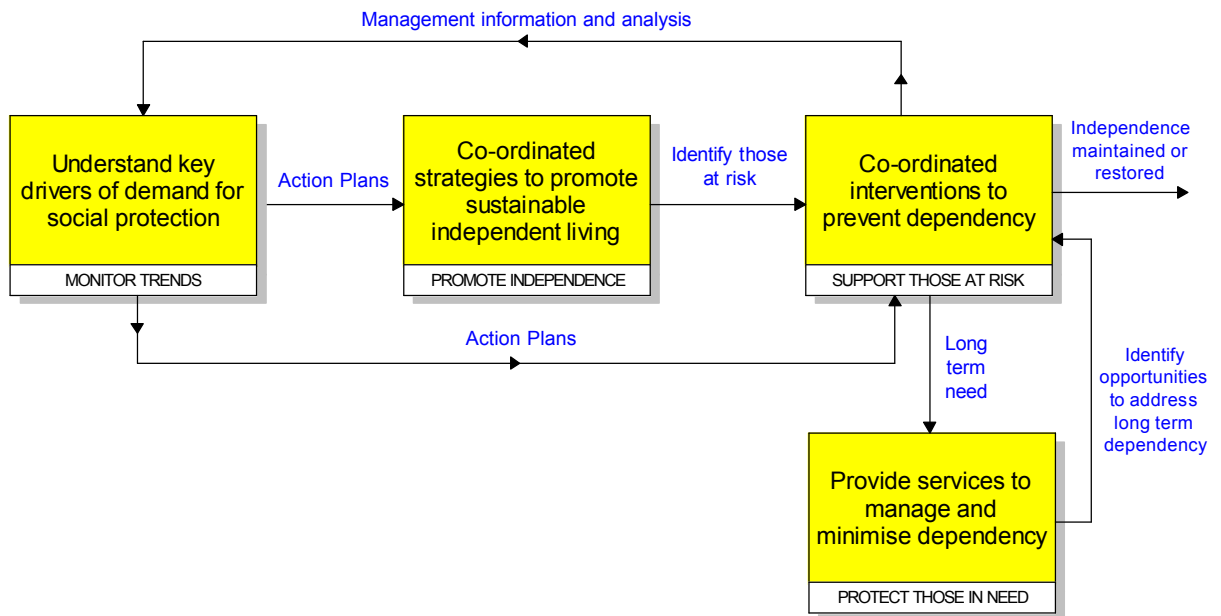 Management information and analysis
Understand key
drivers of demand for
social protection
MONITOR TRENDS
Action Plans
Co-ordinated
strategies to promote
sustainable
independent living
PROMOTE INDEPENDENCE
Identify those
at risk
Co-ordinated
interventions to
prevent dependency
SUPPORT THOSE AT RISK
Independence
maintained or
restored
Action Plans
Long
term
need
Identify
opportunities
to address
long term
dependency
Provide services to
manage and
minimise dependency
PROTECT THOSE IN NEED